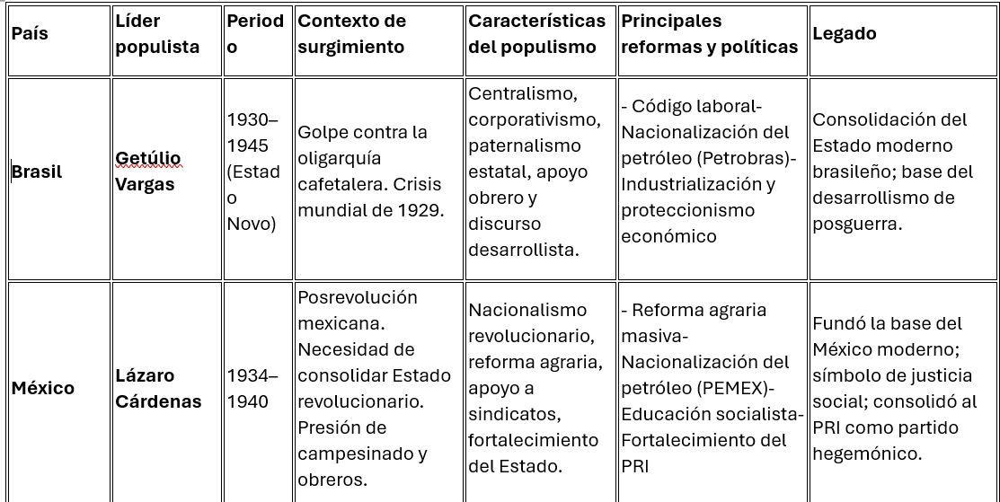 País
Líder
populista
Period
o
Contexto de
surgimiento
Características
del populismo
Principales
reformas y políticas
Legado
Brasil
Getúlio
Vargas
1930–
1945
(Estad
o
Novo)
Golpe contra la
oligarquía
cafetalera. Crisis
mundial de 1929.
Centralismo,
corporativismo,
paternalismo
estatal, apoyo
obrero y
discurso
desarrollista.
- Código laboral-
Nacionalización del
petróleo (Petrobras)-
Industrialización y
proteccionismo
económico
Consolidación del
Estado moderno
brasileño; base del
desarrollismo de
posguerra.
México
Lázaro
Cárdenas
1934–
1940
Posrevolución
mexicana.
Necesidad de
consolidar Estado
revolucionario.
Presión de
campesinado y
obreros.
Nacionalismo
revolucionario,
reforma agraria,
apoyo a
sindicatos,
fortalecimiento
del Estado.
- Reforma agraria
masiva-
Nacionalización del
petróleo (PEMEX)-
Educación socialista-
Fortalecimiento del
PRI
Fundó la base del
México moderno;
símbolo de justicia
social; consolidó al
PRI como partido
hegemónico.